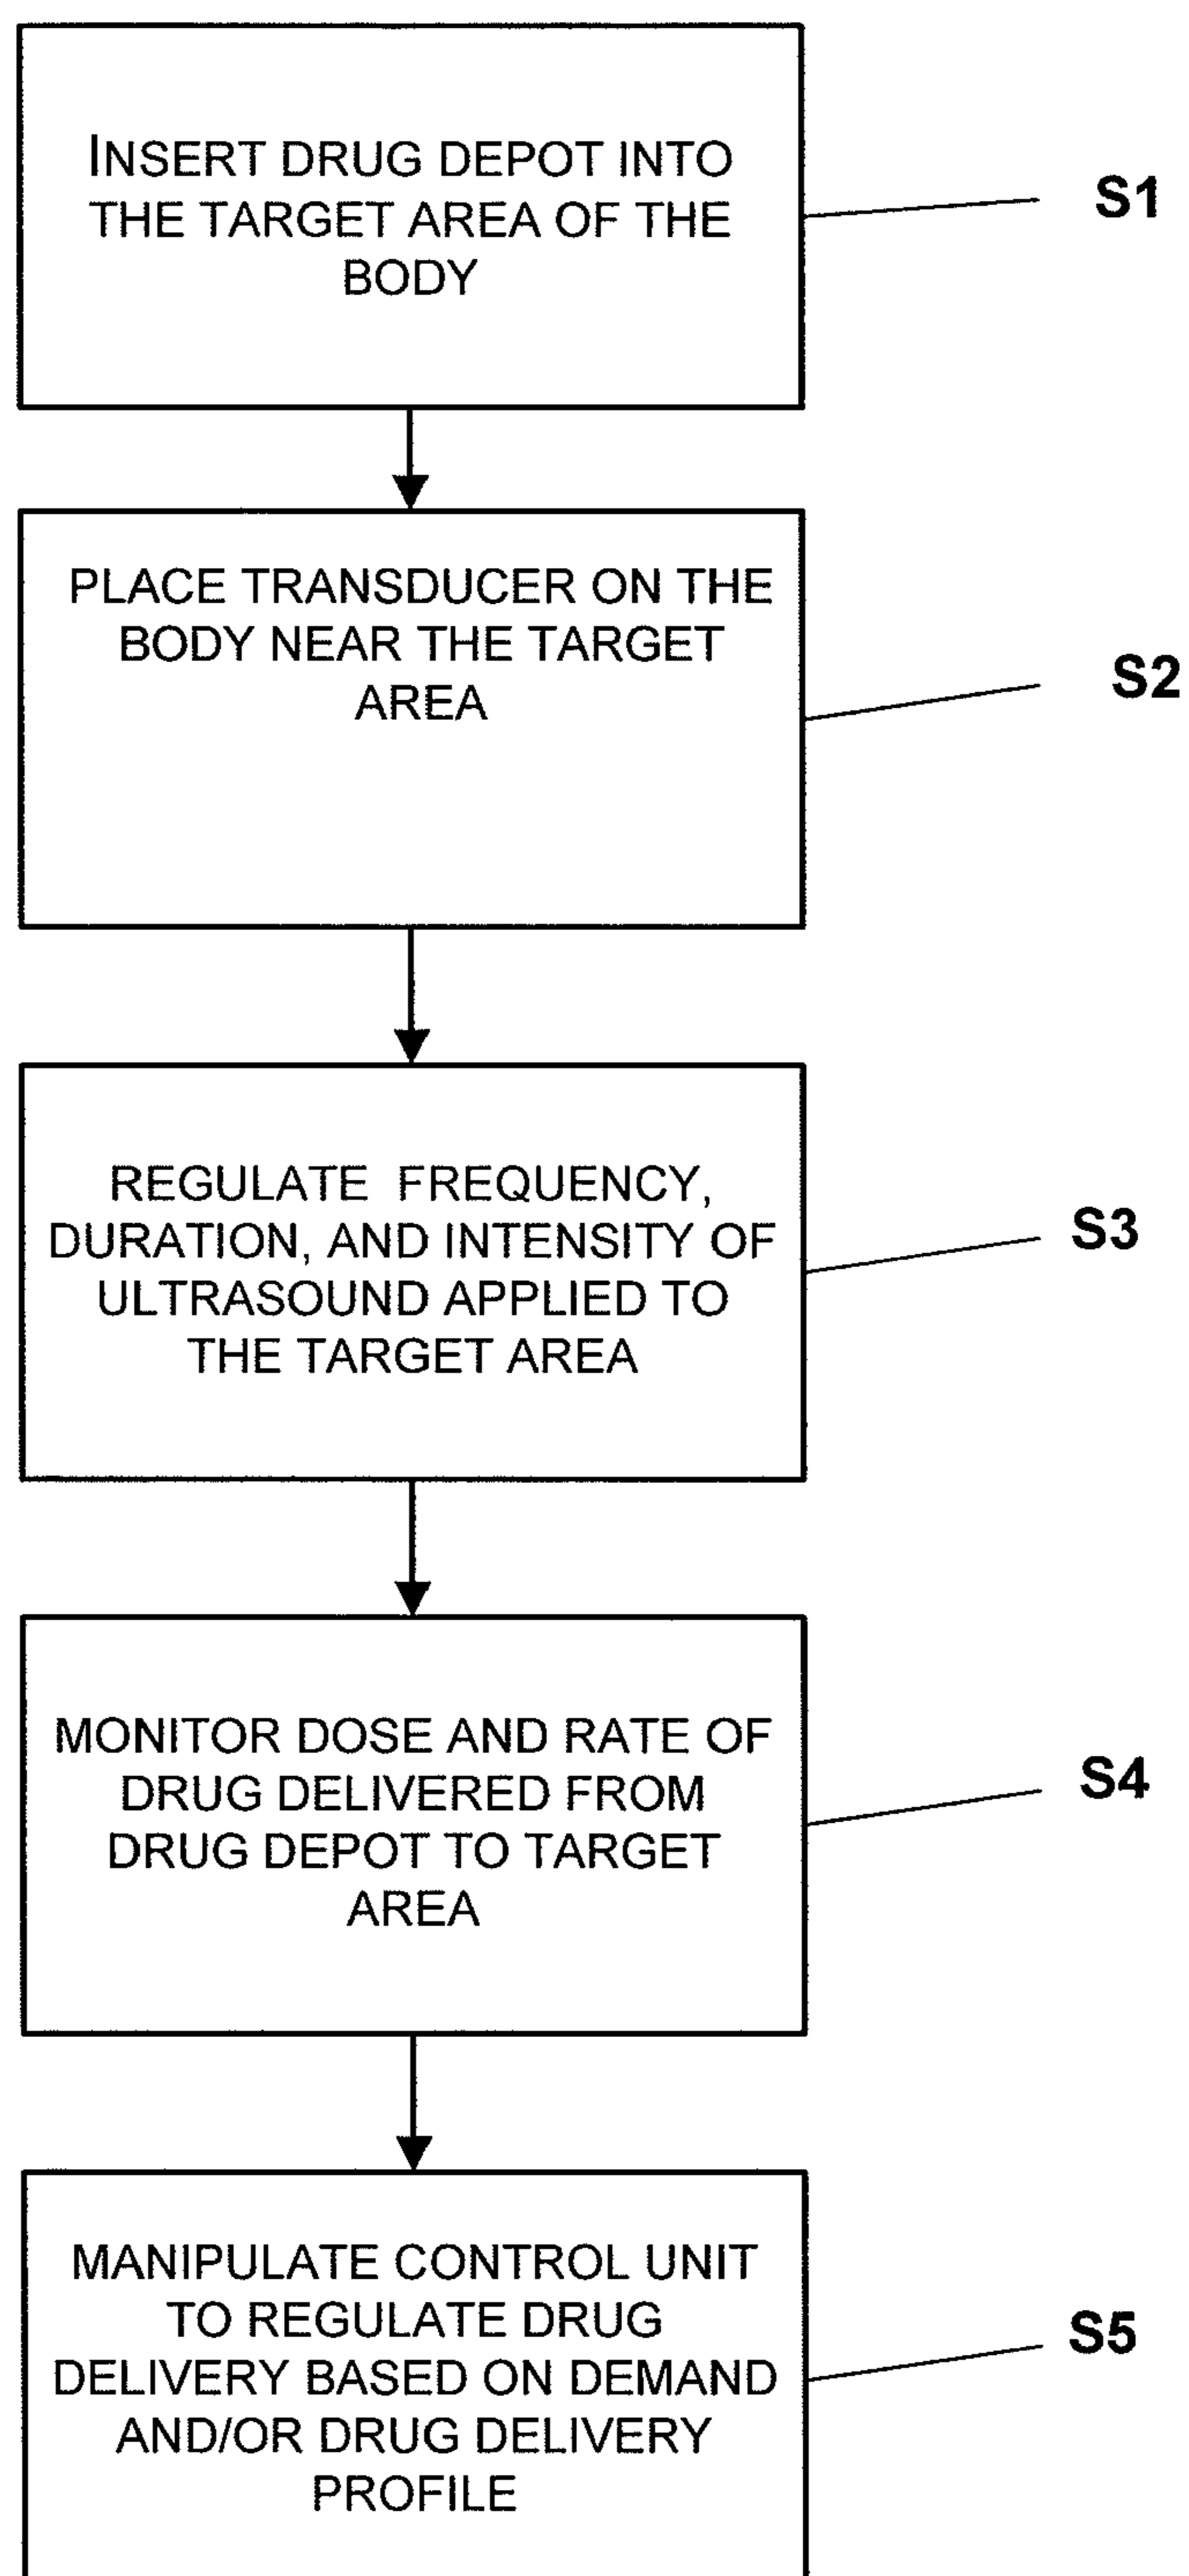 INSERT DRUG DEPOT INTO
THE TARGET AREA OF THE
BODY
S1
PLACE TRANSDUCER ON THE
BODY NEAR THE TARGET
AREA
S2
REGULATE FREQUENCY,
DURATION, AND INTENSITY OF
ULTRASOUND APPLIED TO
THE TARGET AREA
S3
MONITOR DOSE AND RATE OF
DRUG DELIVERED FROM
DRUG DEPOT TO TARGET
AREA
S4
MANIPULATE CONTROL UNIT
TO REGULATE DRUG
DELIVERY BASED ON DEMAND
AND/OR DRUG DELIVERY
PROFILE
S5